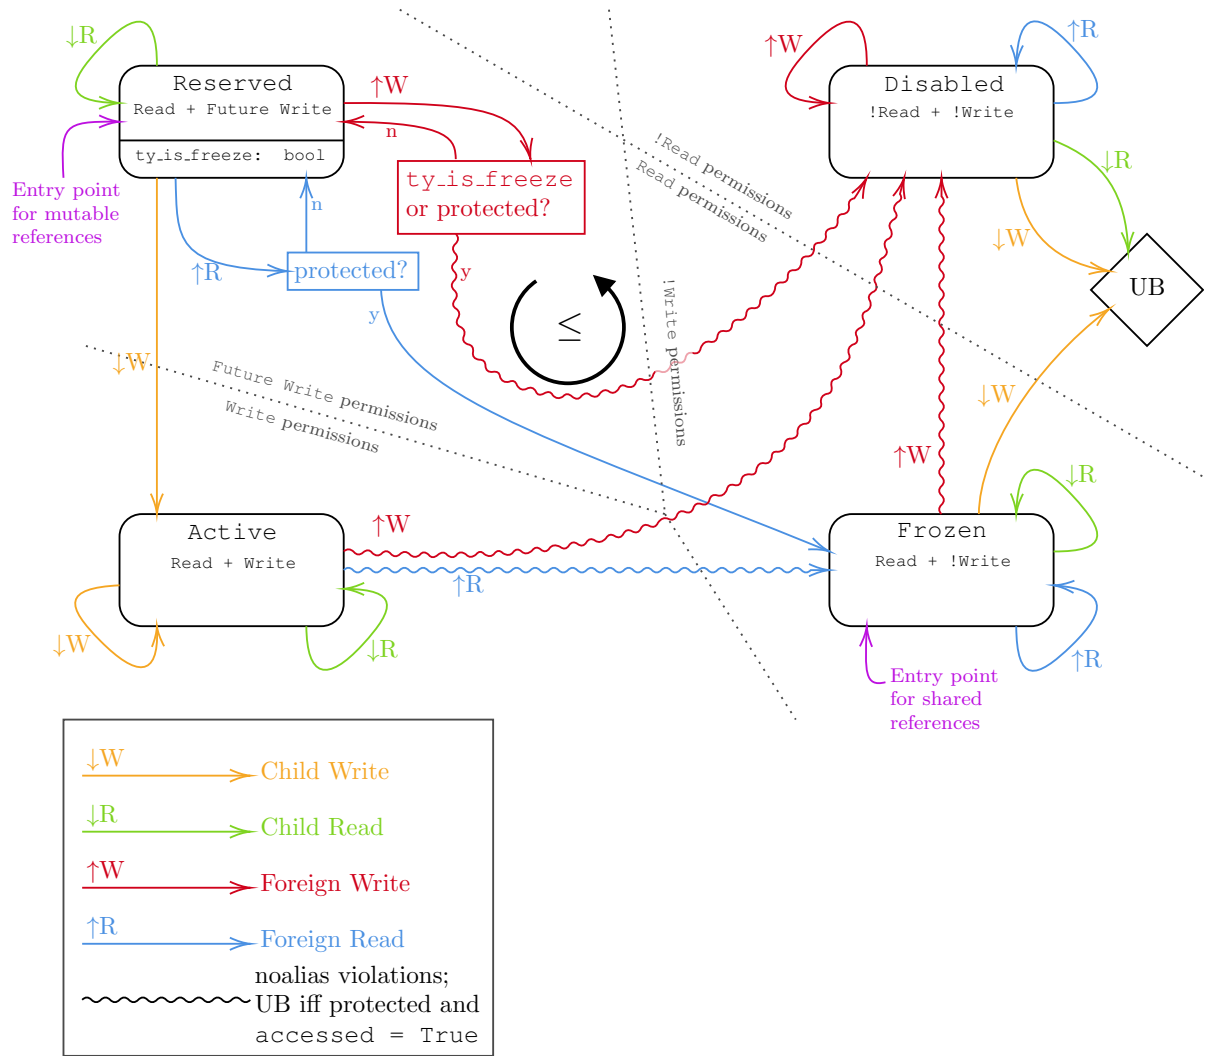 ↓R
Reserved
Read + Future Write
ty_is_freeze: bool
Entry point
for mutable
references
↑W
n
ty_is_freeze
or protected?
y
↑R
n
protected?
y
≤
↓W
!Read permissions
Read permissions
!Write permissions
Future Write permissions
Write permissions
↑W
Disabled
!Read + !Write
↑R
↓R
↓W
UB
↓W
↑W
Active
Read + Write
↓W
↓R
↑W
↑R
Frozen
Read + !Write
↓R
↑R
Entry point
for shared
references
↓W
Child Write
↓R
Child Read
↑W
Foreign Write
↑R
Foreign Read
noalias violations;
UB iff protected and
accessed = True